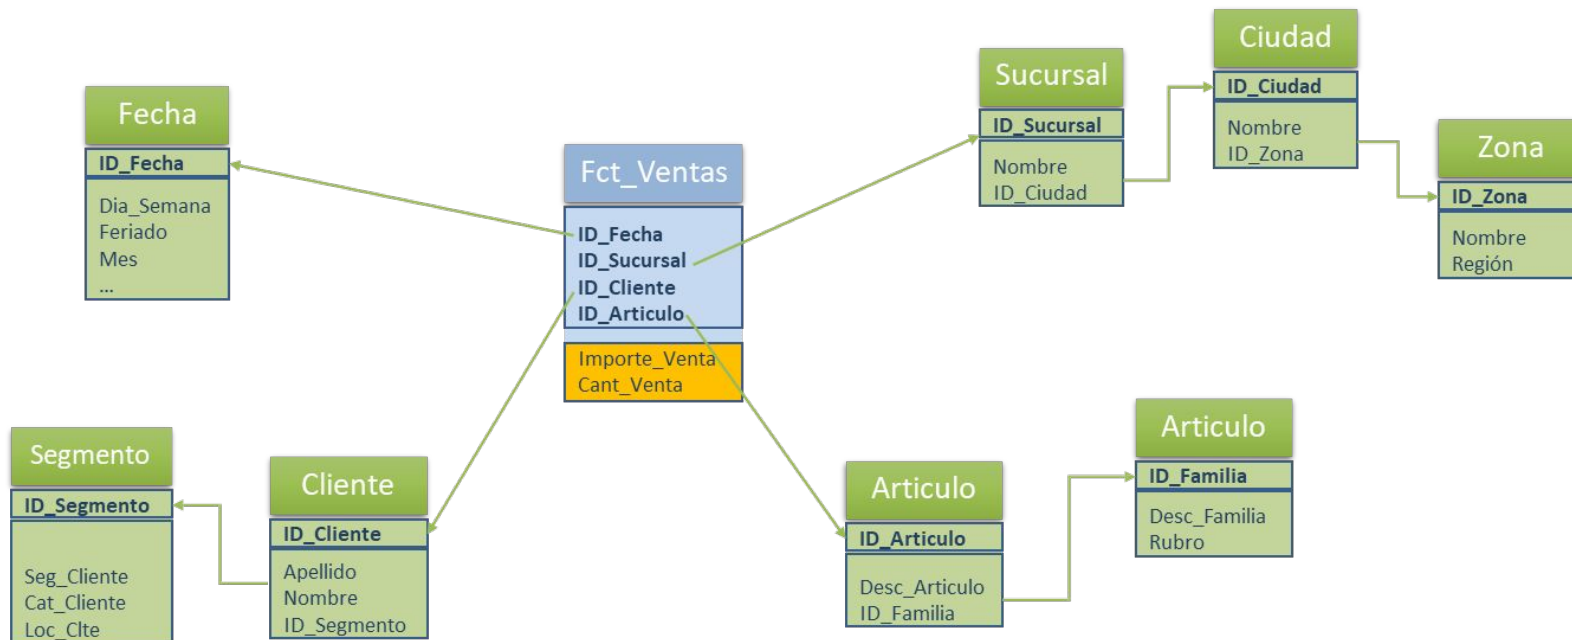 Fecha
ID_Fecha
Dia_Semana
Feriado
Mes
...
Fct_Ventas
ID_Fecha
ID_Sucursal
ID_Cliente
ID_Articulo
Importe_Venta
Cant_Venta
Sucursal
ID_Sucursal
Nombre
ID_Ciudad
Ciudad
ID_Ciudad
Nombre
ID_Zona
Zona
ID_Zona
Nombre
Región
Segmento
ID_Segmento
Seg_Cliente
Cat_Cliente
Loc_Clte
Cliente
ID_Cliente
Apellido
Nombre
ID_Segmento
Articulo
ID_Articulo
Desc_Articulo
ID_Familia
Articulo
ID_Familia
Desc_Familia
Rubro